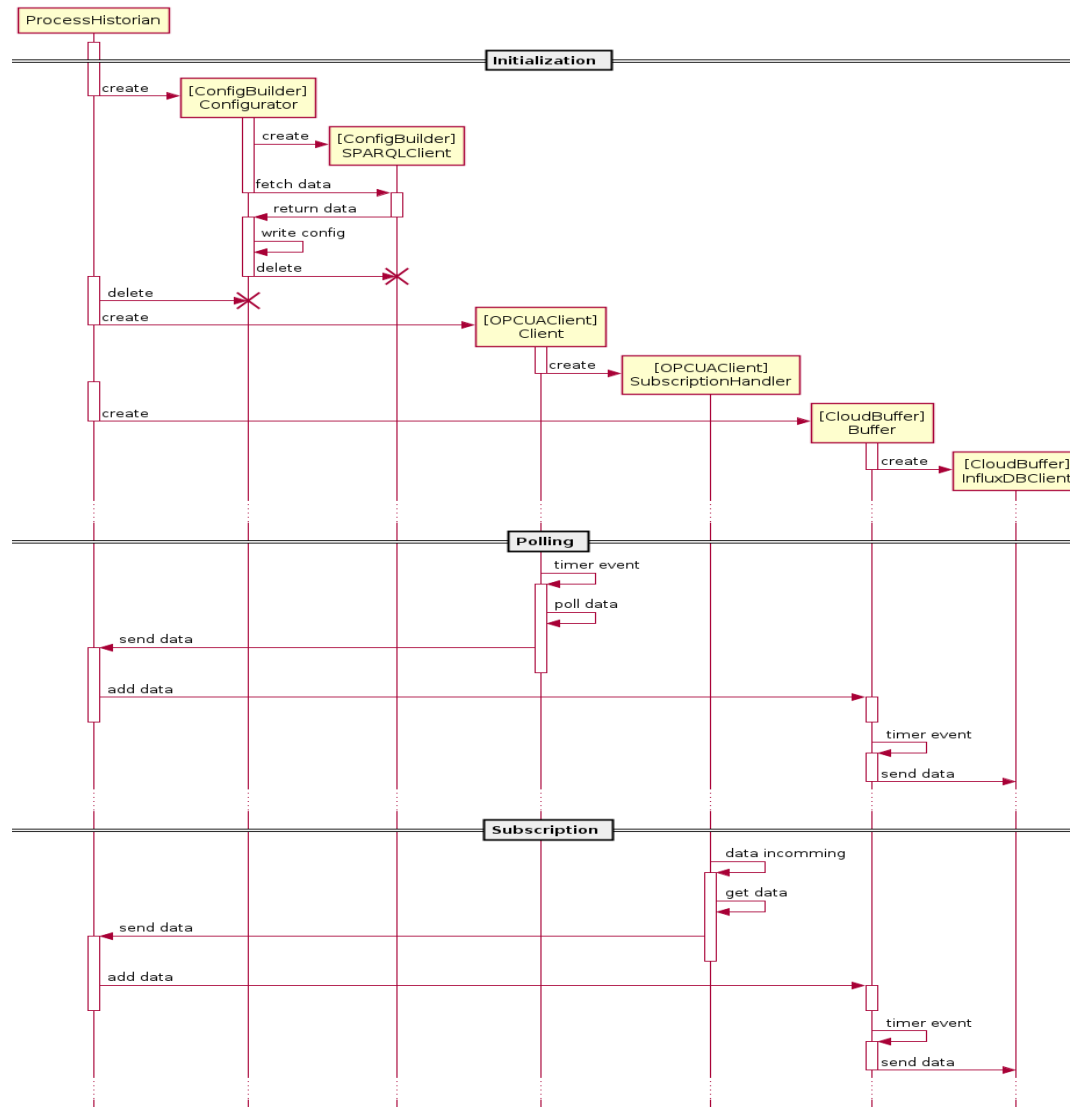 ProcessHistorian
Initialization
create
[ConfigBuilder]
Configurator
create
[ConfigBuilder]
SPARQLClient
fetch data
return data
write config
delete
delete
create
[OPCUAClient]
Client
create
[OPCUAClient]
SubscriptionHandler
create
[CloudBuffer]
Buffer
create
[CloudBuffer]
InfluxDBClient
Polling
timer event
poll data
send data
add data
timer event
send data
Subscription
data incomming
get data
send data
add data
timer event
send data